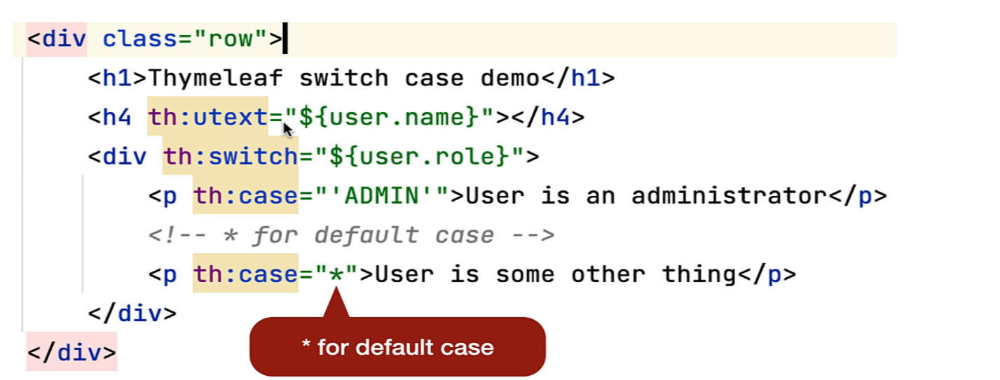 <div class="row">
<h1>Thymeleaf switch case demo</h1>
<h4 th:utext="${user.name}"></h4>
<div th:switch="${user.role}">
<p th:case="'ADMIN'">User is an administrator</p>
<!-- * for default case -->
<p th:case="*">User is some other thing</p>
</div>
</div>
* for default case